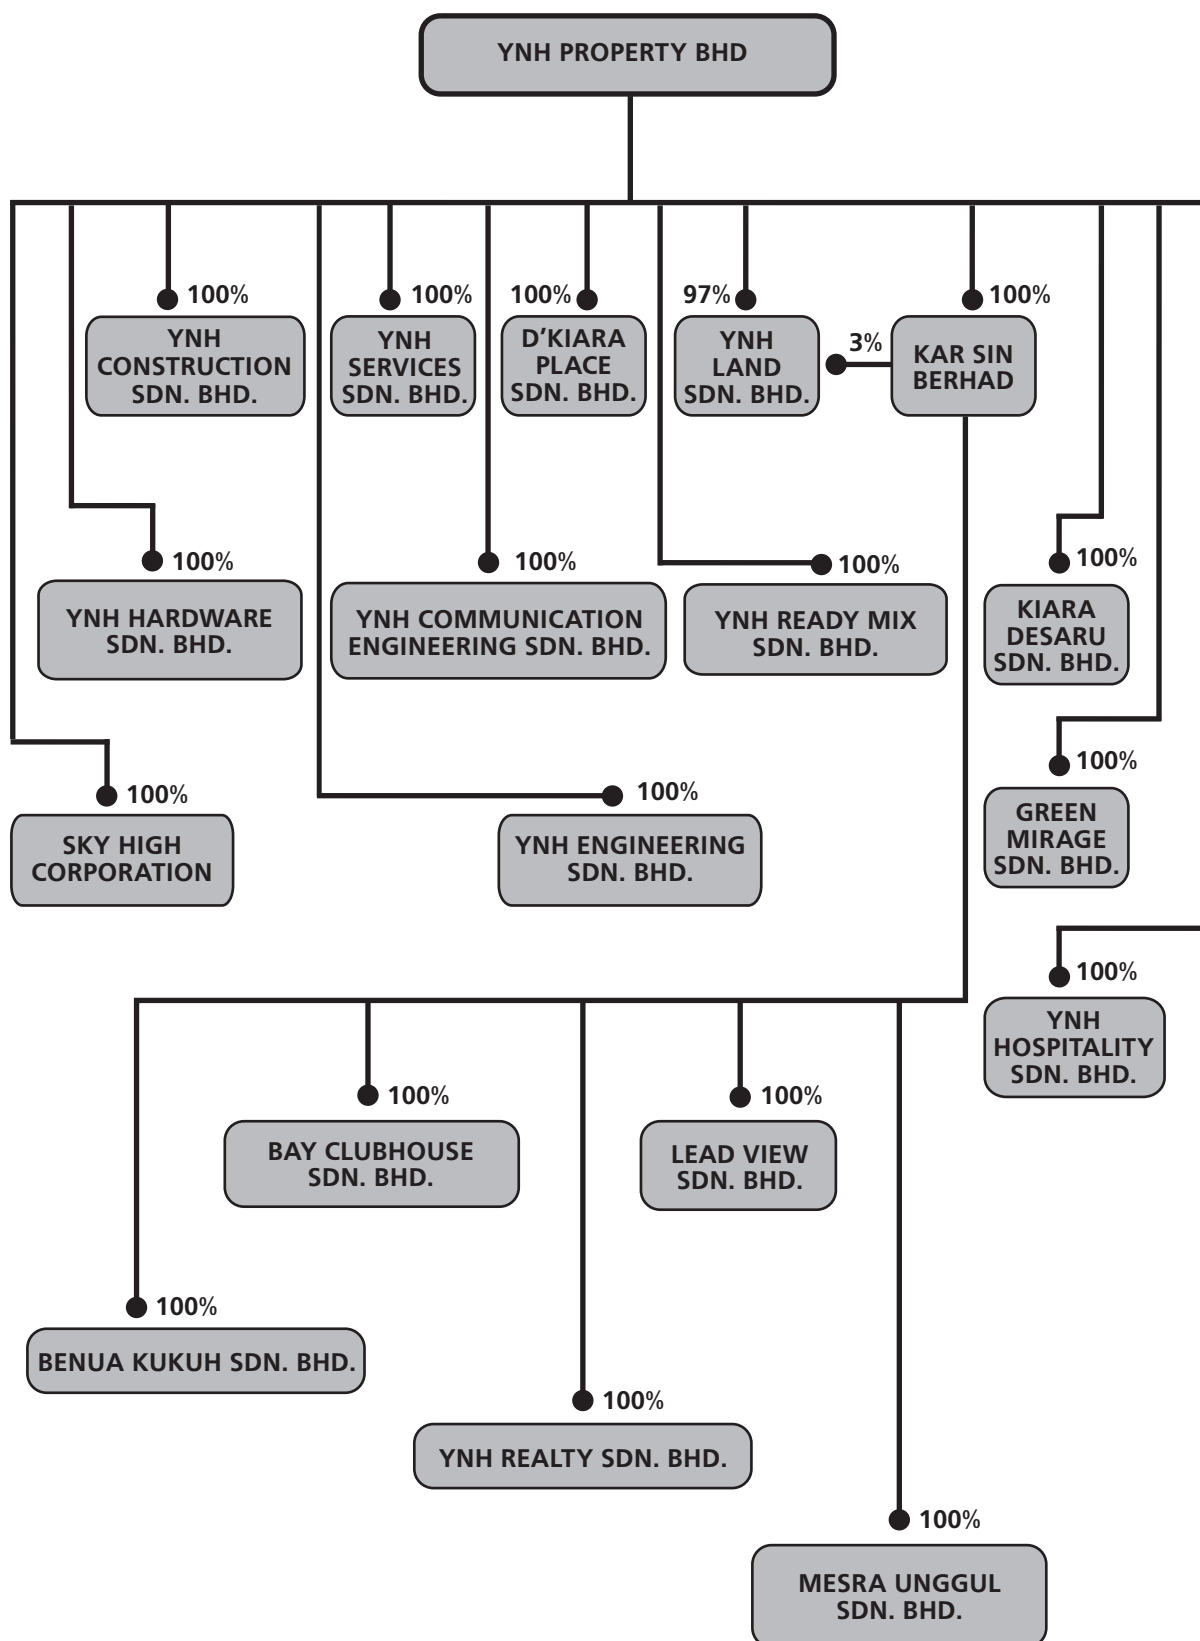 YNH PROPERTY BHD
100%
YNH
CONSTRUCTION
SDN. BHD.
100%
YNH
SERVICES
SDN. BHD.
100%
D’KIARA
PLACE
SDN. BHD.
97%
YNH
LAND
SDN. BHD.
3%
100%
KAR SIN
BERHAD
100%
YNH HARDWARE
SDN. BHD.
100%
YNH COMMUNICATION
ENGINEERING SDN. BHD.
100%
YNH READY MIX
SDN. BHD.
100%
KIARA
DESARU
SDN. BHD.
100%
SKY HIGH
CORPORATION
100%
YNH ENGINEERING
SDN. BHD.
100%
GREEN
MIRAGE
SDN. BHD.
100%
YNH
HOSPITALITY
SDN. BHD.
100%
BAY CLUBHOUSE
SDN. BHD.
100%
LEAD VIEW
SDN. BHD.
100%
BENUA KUKUH SDN. BHD.
100%
YNH REALTY SDN. BHD.
100%
MESRA UNGGUL
SDN. BHD.